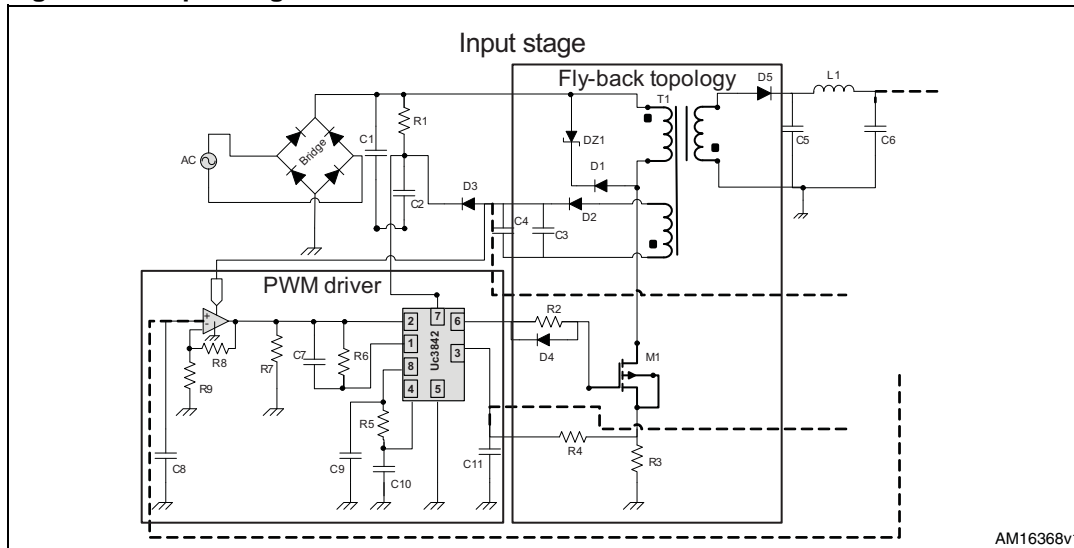 Input stage
Fly-back topology
T1
D5
L1
C1
R1
DZ1
C5
C6
AC
Bridge
D1
C2
D3
D2
C4
C3
PWM driver
R2
D4
M1
+
-
R8
R9
R7
C7
R6
2
1
8
4
7
5
6
3
Uc3842
R5
C8
C9
C10
C11
R4
R3
AM16368v1